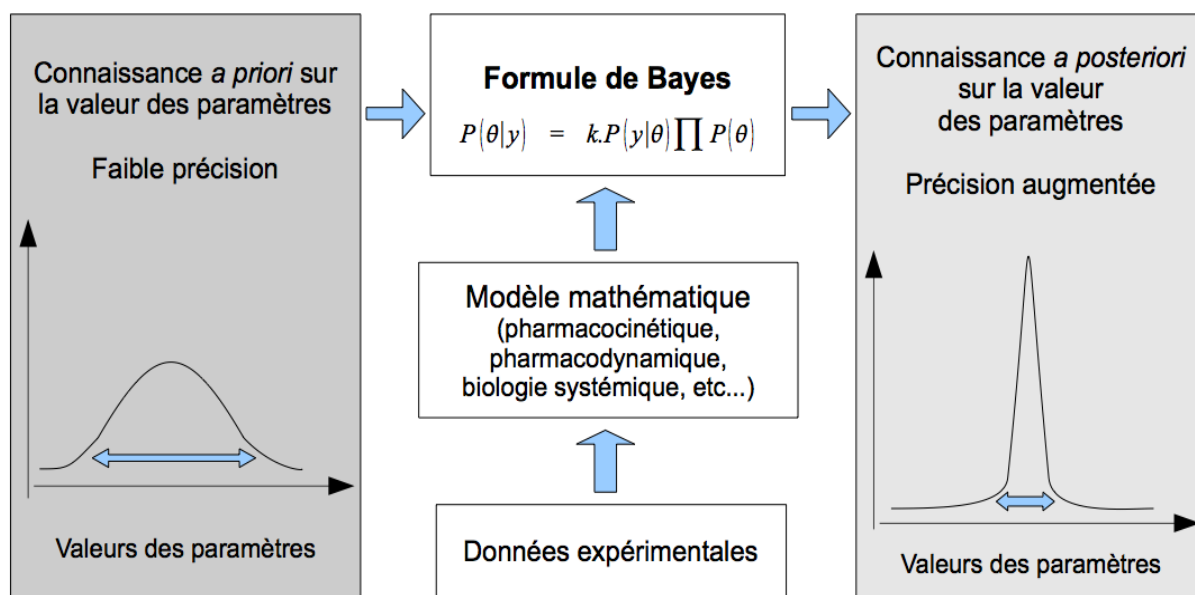 Connaissance a priori sur
la valeur des paramètres
Faible précision
Valeurs des paramètres
Formule de Bayes
P(θ|y) = k.P(y|θ)∏ P(θ)
Modèle mathématique
(pharmacocinétique,
pharmacodynamique,
biologie systémique, etc...)
Données expérimentales
Connaissance a posteriori
sur la valeur
des paramètres
Précision augmentée
Valeurs des paramètres